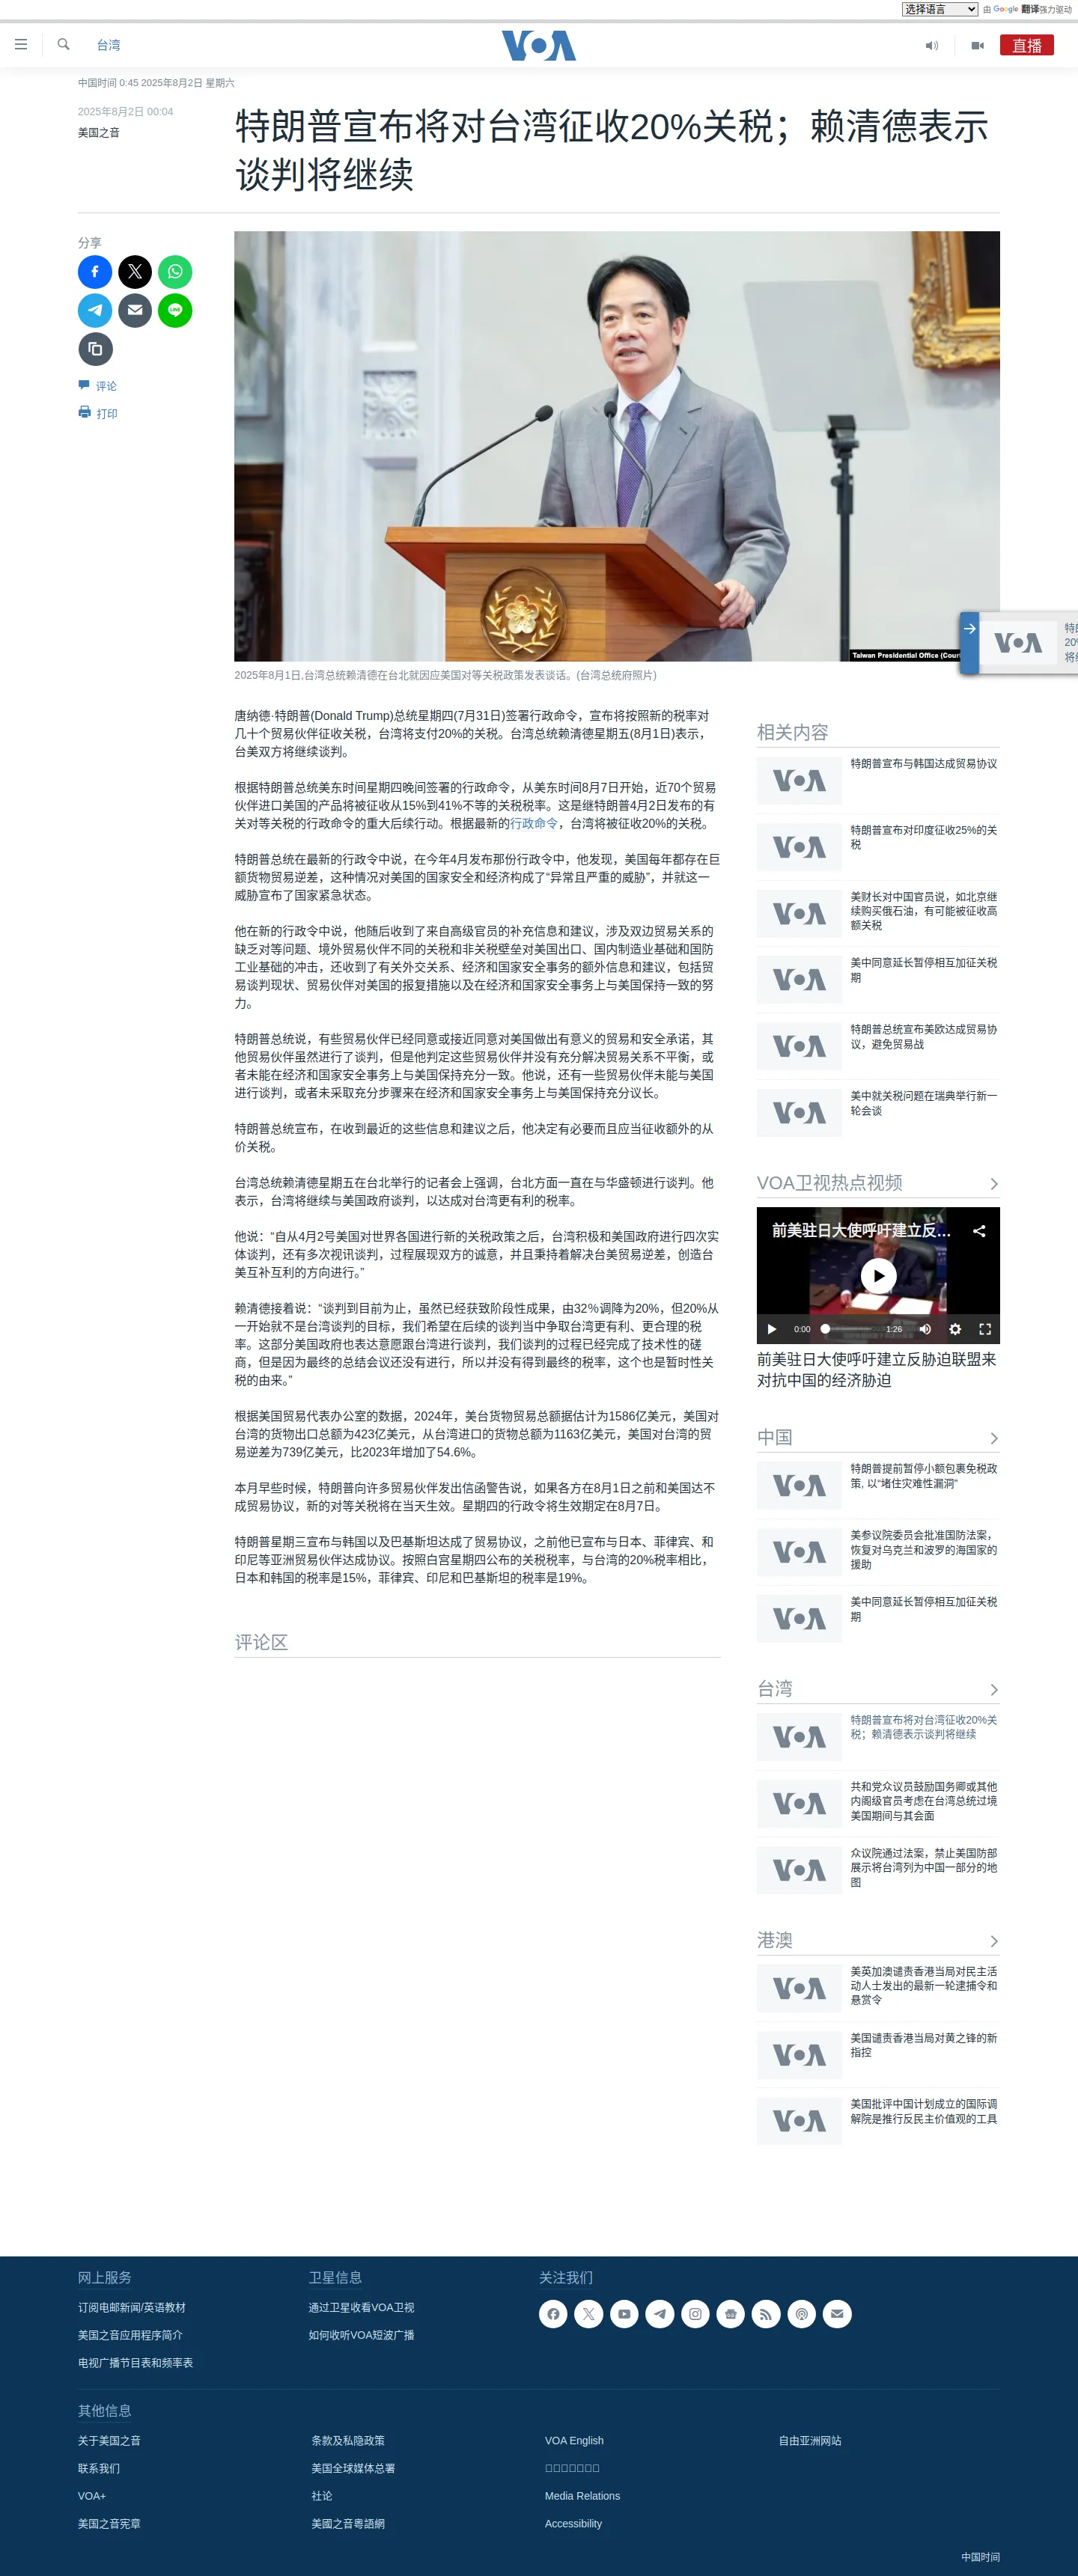 选择语言 由 Google 翻译强力驱动
台湾
VOA
直播
中国时间 0:45 2025年8月2日 星期六
2025年8月2日 00:04
美国之音
特朗普宣布将对台湾征收20%关税；赖清德表示
谈判将继续
分享
LINE
评论
打印
Taiwan Presidential Office (Cour
VOA
2025年8月1日,台湾总统赖清德在台北就因应美国对等关税政策发表谈话。(台湾总统府照片)
唐纳德·特朗普(Donald Trump)总统星期四(7月31日)签署行政命令，宣布将按照新的税率对
几十个贸易伙伴征收关税，台湾将支付20%的关税。台湾总统赖清德星期五(8月1日)表示，
台美双方将继续谈判。
根据特朗普总统美东时间星期四晚间签署的行政命令，从美东时间8月7日开始，近70个贸易
伙伴进口美国的产品将被征收从15%到41%不等的关税税率。这是继特朗普4月2日发布的有
关对等关税的行政命令的重大后续行动。根据最新的行政命令，台湾将被征收20%的关税。
特朗普总统在最新的行政令中说，在今年4月发布那份行政令中，他发现，美国每年都存在巨
额货物贸易逆差，这种情况对美国的国家安全和经济构成了“异常且严重的威胁”，并就这一
威胁宣布了国家紧急状态。
他在新的行政令中说，他随后收到了来自高级官员的补充信息和建议，涉及双边贸易关系的
缺乏对等问题、境外贸易伙伴不同的关税和非关税壁垒对美国出口、国内制造业基础和国防
工业基础的冲击，还收到了有关外交关系、经济和国家安全事务的额外信息和建议，包括贸
易谈判现状、贸易伙伴对美国的报复措施以及在经济和国家安全事务上与美国保持一致的努
力。
特朗普总统说，有些贸易伙伴已经同意或接近同意对美国做出有意义的贸易和安全承诺，其
他贸易伙伴虽然进行了谈判，但是他判定这些贸易伙伴并没有充分解决贸易关系不平衡，或
者未能在经济和国家安全事务上与美国保持充分一致。他说，还有一些贸易伙伴未能与美国
进行谈判，或者未采取充分步骤来在经济和国家安全事务上与美国保持充分议长。
特朗普总统宣布，在收到最近的这些信息和建议之后，他决定有必要而且应当征收额外的从
价关税。
台湾总统赖清德星期五在台北举行的记者会上强调，台北方面一直在与华盛顿进行谈判。他
表示，台湾将继续与美国政府谈判，以达成对台湾更有利的税率。
他说：“自从4月2号美国对世界各国进行新的关税政策之后，台湾积极和美国政府进行四次实
体谈判，还有多次视讯谈判，过程展现双方的诚意，并且秉持着解决台美贸易逆差，创造台
美互补互利的方向进行。”
赖清德接着说：“谈判到目前为止，虽然已经获致阶段性成果，由32%调降为20%，但20%从
一开始就不是台湾谈判的目标，我们希望在后续的谈判当中争取台湾更有利、更合理的税
率。这部分美国政府也表达意愿跟台湾进行谈判，我们谈判的过程已经完成了技术性的磋
商，但是因为最终的总结会议还没有进行，所以并没有得到最终的税率，这个也是暂时性关
税的由来。”
根据美国贸易代表办公室的数据，2024年，美台货物贸易总额据估计为1586亿美元，美国对
台湾的货物出口总额为423亿美元，从台湾进口的货物总额为1163亿美元，美国对台湾的贸
易逆差为739亿美元，比2023年增加了54.6%。
本月早些时候，特朗普向许多贸易伙伴发出信函警告说，如果各方在8月1日之前和美国达不
成贸易协议，新的对等关税将在当天生效。星期四的行政令将生效期定在8月7日。
特朗普星期三宣布与韩国以及巴基斯坦达成了贸易协议，之前他已宣布与日本、菲律宾、和
印尼等亚洲贸易伙伴达成协议。按照白宫星期四公布的关税税率，与台湾的20%税率相比，
日本和韩国的税率是15%，菲律宾、印尼和巴基斯坦的税率是19%。
评论区
相关内容
VOA
特朗普宣布与韩国达成贸易协议
VOA
特朗普宣布对印度征收25%的关
税
VOA
美财长对中国官员说，如北京继
续购买俄石油，有可能被征收高
额关税
VOA
美中同意延长暂停相互加征关税
期
VOA
特朗普总统宣布美欧达成贸易协
议，避免贸易战
VOA
美中就关税问题在瑞典举行新一
轮会谈
VOA卫视热点视频
前美驻日大使呼吁建立反...
0:00 1:26
前美驻日大使呼吁建立反胁迫联盟来
对抗中国的经济胁迫
中国
VOA
特朗普提前暂停小额包裹免税政
策, 以“堵住灾难性漏洞”
VOA
美参议院委员会批准国防法案，
恢复对乌克兰和波罗的海国家的
援助
VOA
美中同意延长暂停相互加征关税
期
台湾
VOA
特朗普宣布将对台湾征收20%关
税；赖清德表示谈判将继续
VOA
共和党众议员鼓励国务卿或其他
内阁级官员考虑在台湾总统过境
美国期间与其会面
VOA
众议院通过法案，禁止美国防部
展示将台湾列为中国一部分的地
图
港澳
VOA
美英加澳谴责香港当局对民主活
动人士发出的最新一轮逮捕令和
悬赏令
VOA
美国谴责香港当局对黄之锋的新
指控
VOA
美国批评中国计划成立的国际调
解院是推行反民主价值观的工具
网上服务
订阅电邮新闻/英语教材
美国之音应用程序简介
电视广播节目表和频率表
卫星信息
通过卫星收看VOA卫视
如何收听VOA短波广播
关注我们
其他信息
关于美国之音
联系我们
VOA+
美国之音宪章
条款及私隐政策
美国全球媒体总署
社论
美國之音粵語網
VOA English
Media Relations
Accessibility
自由亚洲网站
中国时间